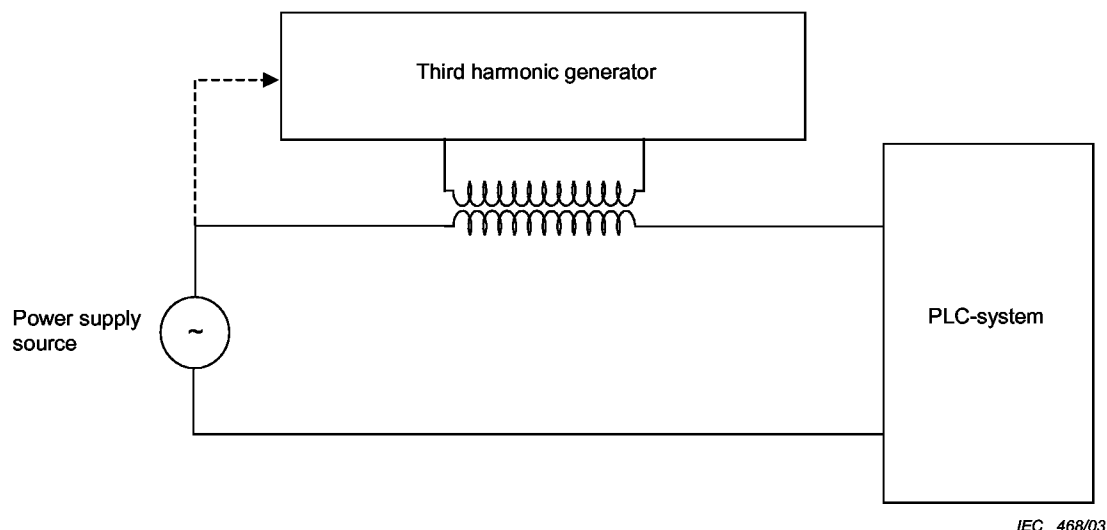 Third harmonic generator
Power supply
source
~
PLC-system
IEC 468/03